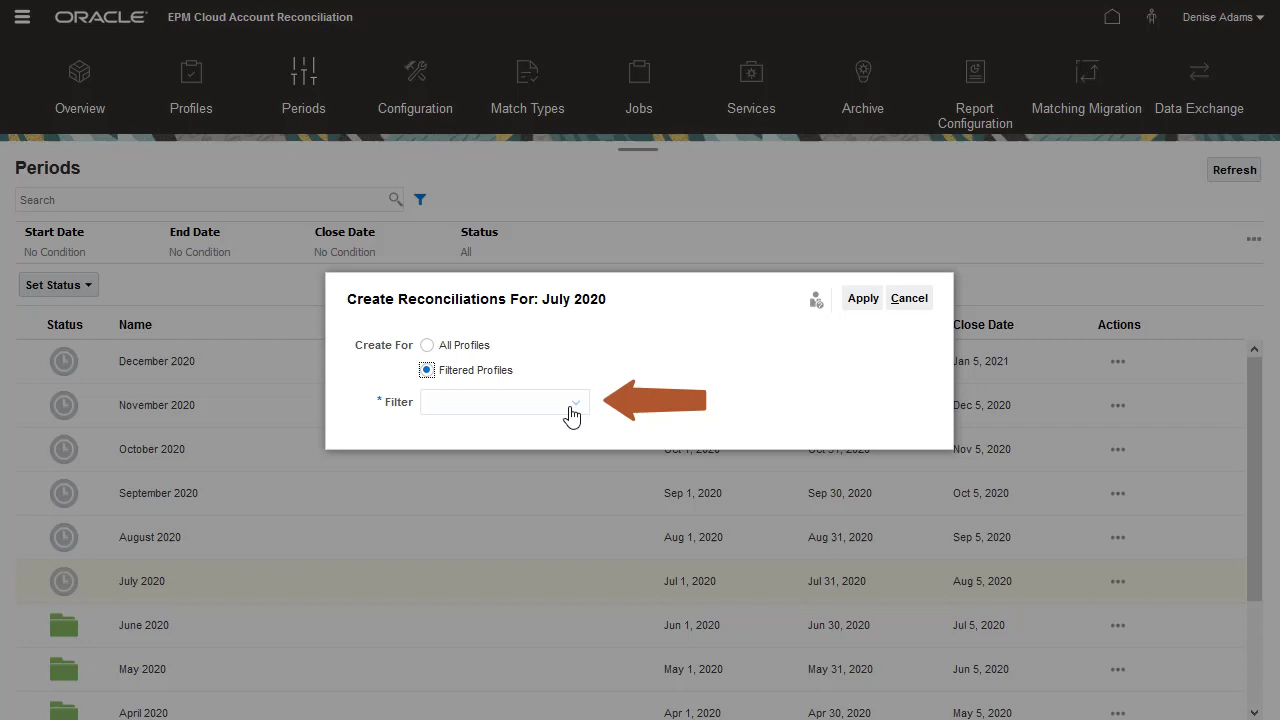 ORACLE EPM Cloud Account Reconciliation Denise Adams
Overview Profiles Periods Configuration Match Types Jobs Services Archive Report Configuration Matching Migration Data Exchange
Periods
Refresh
Search
Start Date End Date Close Date Status
No Condition No Condition No Condition All
Set Status
Create Reconciliations For: July 2020 Apply Cancel
Create For All Profiles
Filtered Profiles
* Filter
Status Name Close Date Actions
December 2020 Jan 5, 2021
November 2020 Dec 5, 2020
October 2020 Oct 1, 2020 Oct 31, 2020 Nov 5, 2020
September 2020 Sep 1, 2020 Sep 30, 2020 Oct 5, 2020
August 2020 Aug 1, 2020 Aug 31, 2020 Sep 5, 2020
July 2020 Jul 1, 2020 Jul 31, 2020 Aug 5, 2020
June 2020 Jun 1, 2020 Jun 30, 2020 Jul 5, 2020
May 2020 May 1, 2020 May 31, 2020 Jun 5, 2020
April 2020 Apr 1, 2020 Apr 30, 2020 May 5, 2020